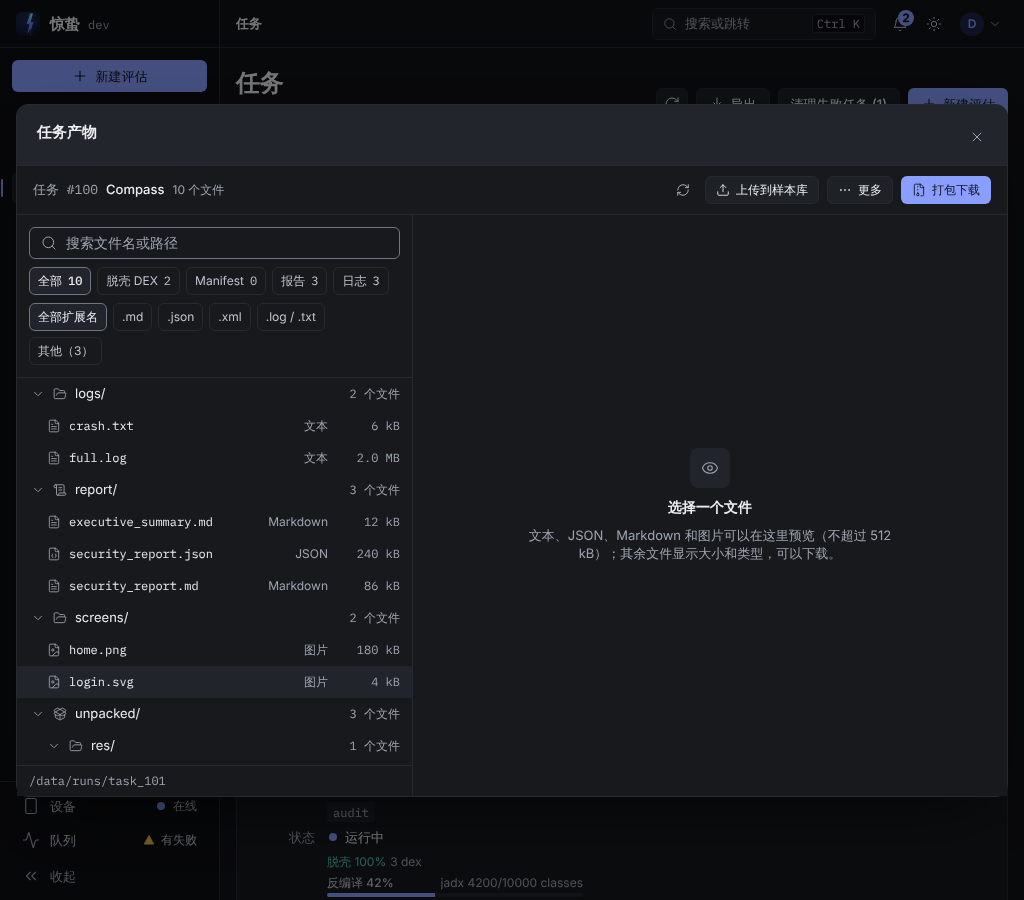 惊蛰 dev
任务
搜索或跳转 Ctrl K
2
D
新建评估
任务
导出
清理失败任务 (1)
新建评估
任务产物
任务 #100 Compass 10 个文件
上传到样本库
更多
打包下载
搜索文件名或路径
全部 10
脱壳 DEX 2
Manifest 0
报告 3
日志 3
全部扩展名
.md
.json
.xml
.log / .txt
其他（3）
logs/ 2 个文件
crash.txt 文本 6 kB
full.log 文本 2.0 MB
report/ 3 个文件
executive_summary.md Markdown 12 kB
security_report.json JSON 240 kB
security_report.md Markdown 86 kB
screens/ 2 个文件
home.png 图片 180 kB
login.svg 图片 4 kB
unpacked/ 3 个文件
res/ 1 个文件
/data/runs/task_101
选择一个文件
文本、JSON、Markdown 和图片可以在这里预览（不超过 512
kB）；其余文件显示大小和类型，可以下载。
设备 在线
队列 有失败
收起
audit
状态 运行中
脱壳 100% 3 dex
反编译 42% jadx 4200/10000 classes